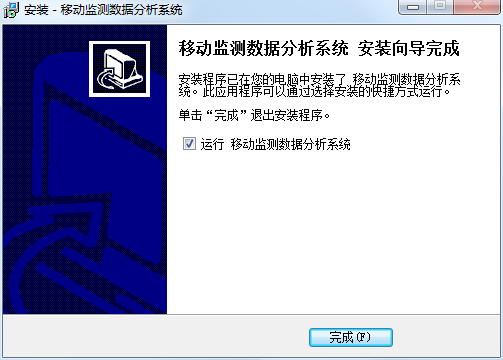 安装 - 移动监测数据分析系统
移动监测数据分析系统 安装向导完成
安装程序已在您的电脑中安装了 移动监测数据分析系
统。此应用程序可以通过选择安装的快捷方式运行。
单击“完成”退出安装程序。
运行 移动监测数据分析系统
完成(F)